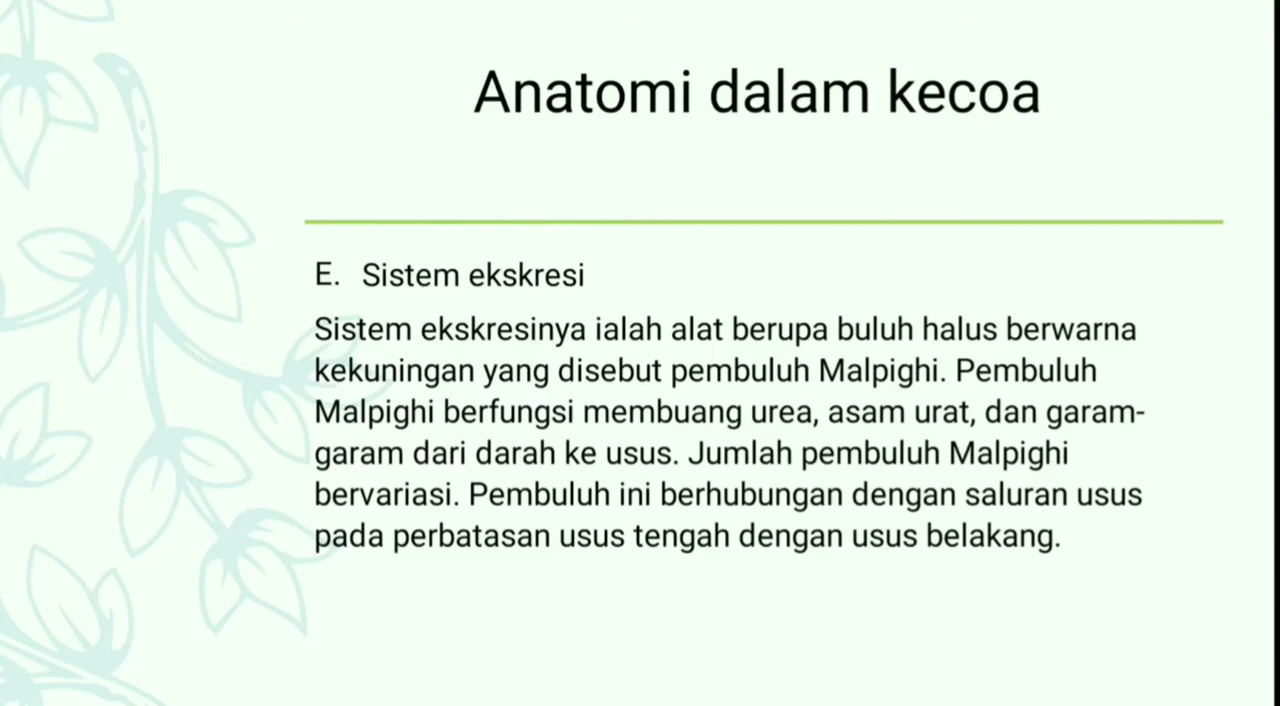 Anatomi dalam kecoa
E. Sistem ekskresi
Sistem ekskresinya ialah alat berupa buluh halus berwarna
kekuningan yang disebut pembuluh Malpighi. Pembuluh
Malpighi berfungsi membuang urea, asam urat, dan garam-
garam dari darah ke usus. Jumlah pembuluh Malpighi
bervariasi. Pembuluh ini berhubungan dengan saluran usus
pada perbatasan usus tengah dengan usus belakang.